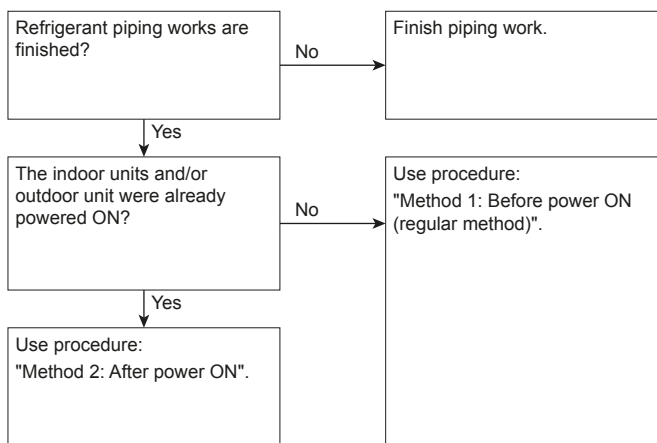 Refrigerant piping works are
finished?
No
Finish piping work.
Yes
The indoor units and/or
outdoor unit were already
powered ON?
No
Use procedure:
"Method 1: Before power ON
(regular method)".
Yes
Use procedure:
"Method 2: After power ON".